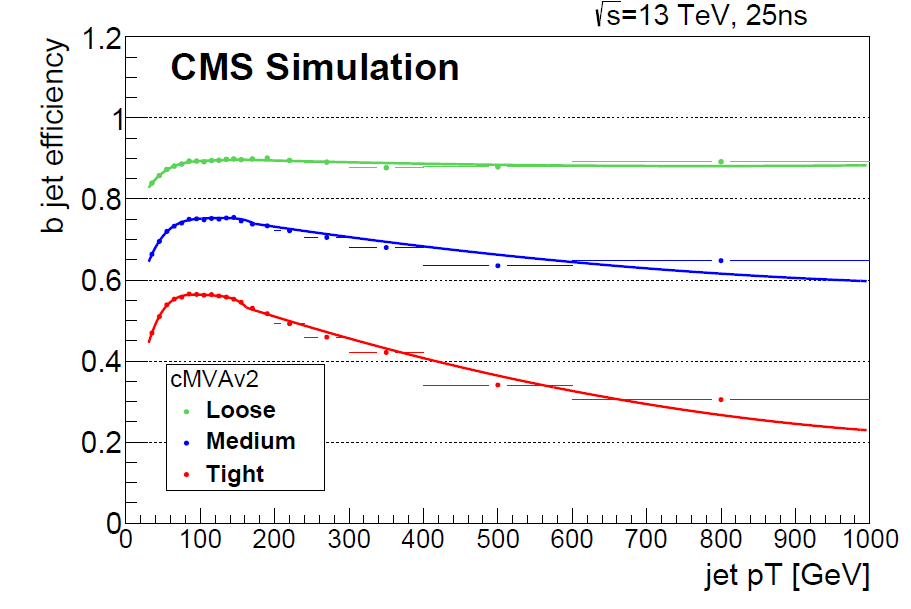 √s=13 TeV, 25ns
CMS Simulation
b jet efficiency
1.2
1
0.8
0.6
0.4
0.2
0
cMVAv2
Loose
Medium
Tight
0 100 200 300 400 500 600 700 800 900 1000
jet pT [GeV]